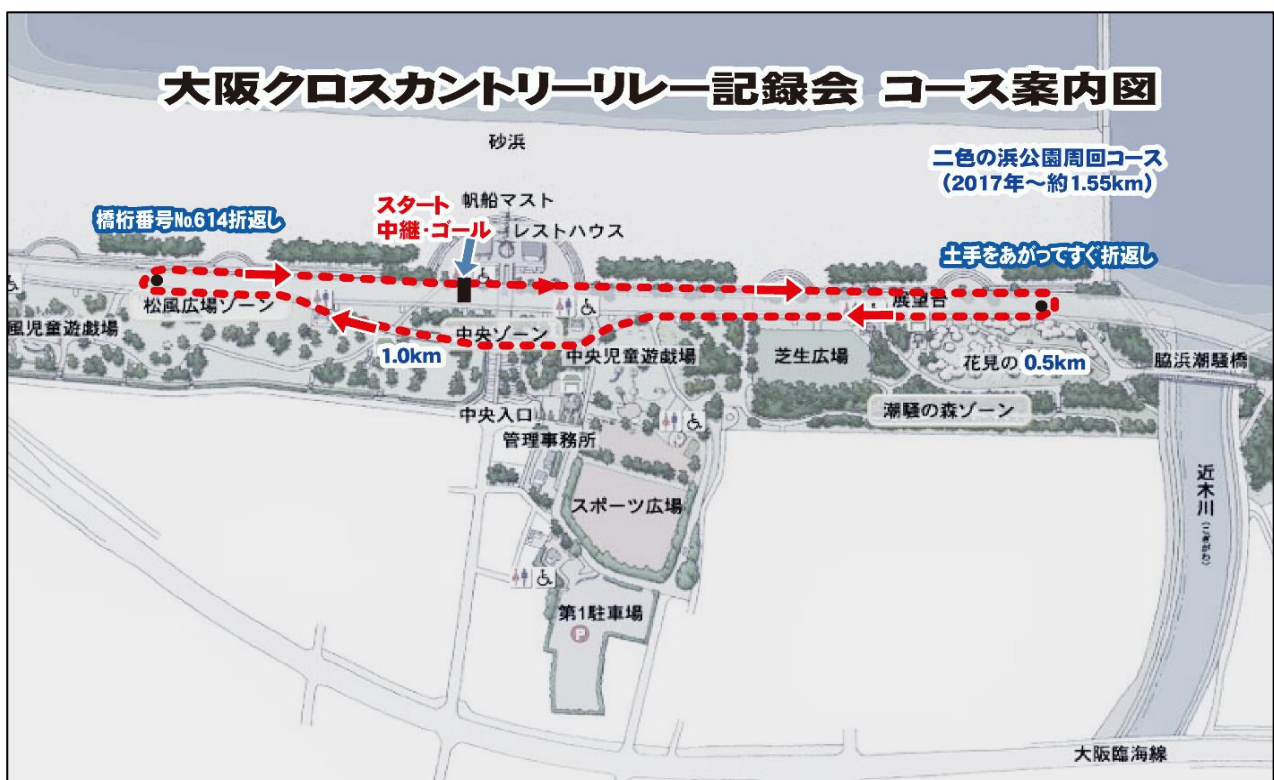 大阪クロスカントリーリレー記録会 コース案内図
砂浜
二色の浜公園周回コース
(2017年～約1.55km)
スタート
中継・ゴール
帆船マスト
レストハウス
橋桁番号No.614折返し
土手をあがってすぐ折返し
松風広場ゾーン
展望台
風児童遊戯場
中央ゾーン
1.0km
中央児童遊戯場
芝生広場
花見の
0.5km
脇浜潮騒橋
中央入口
潮騒の森ゾーン
管理事務所
スポーツ広場
近木川
(こぎがわ)
第1駐車場
P
大阪臨海線